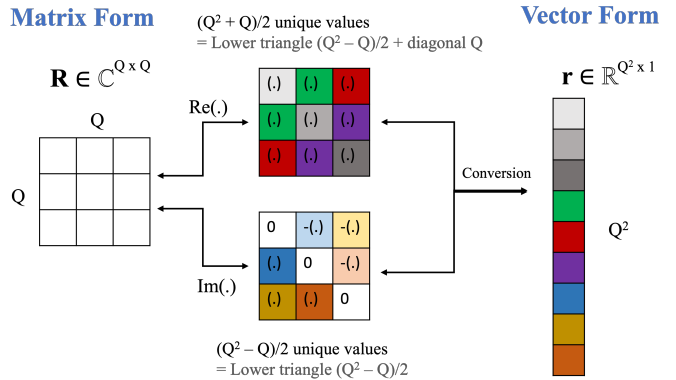 Matrix Form
(Q² + Q)/2 unique values
= Lower triangle (Q² – Q)/2 + diagonal Q
Vector Form
R ∈ ℂ^{Q x Q}
r ∈ ℝ^{Q² x 1}
Q
Q
Re(.)
(.) (.) (.)
(.) (.) (.)
(.) (.) (.)
Conversion
Im(.)
0 -(.) -(.)
(.) 0 -(.)
(.) (.) 0
Q²
(Q² – Q)/2 unique values
= Lower triangle (Q² – Q)/2